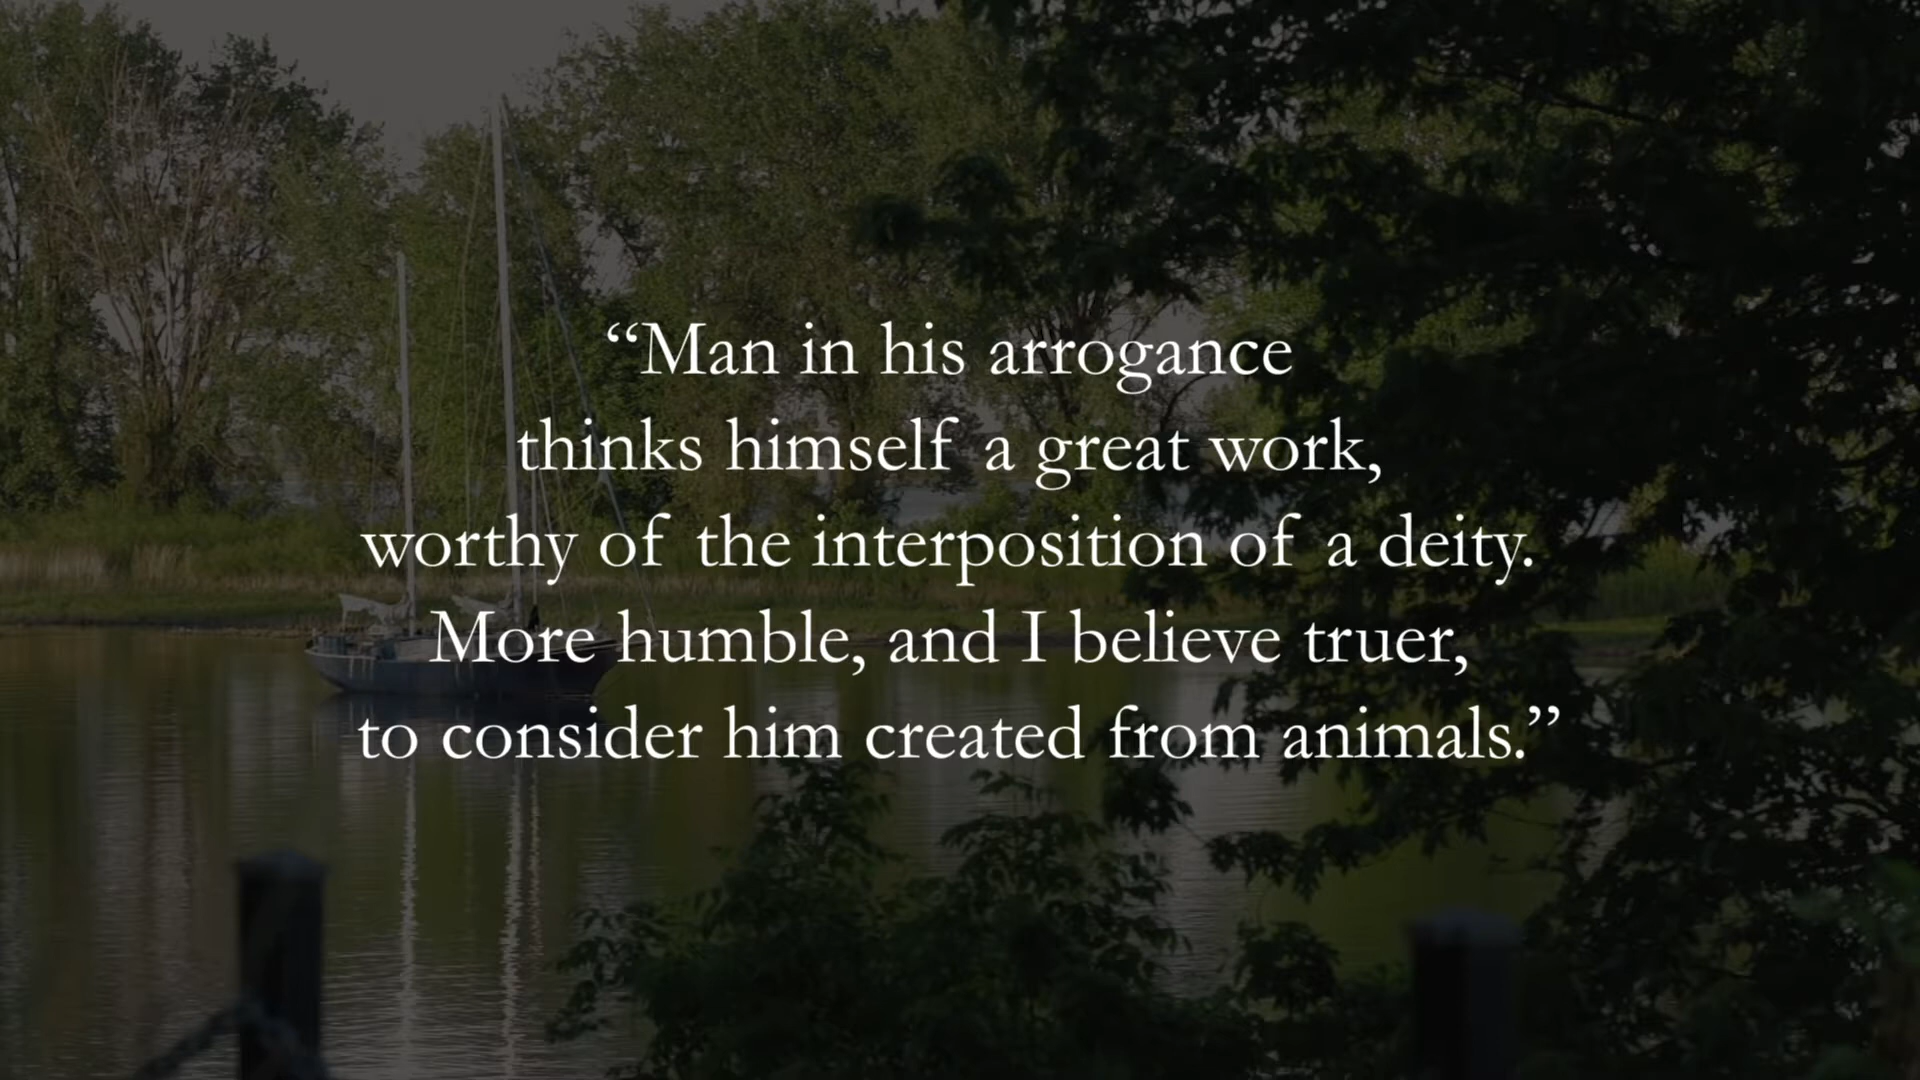 “Man in his arrogance
thinks himself a great work,
worthy of the interposition of a deity.
More humble, and I believe truer,
to consider him created from animals.”